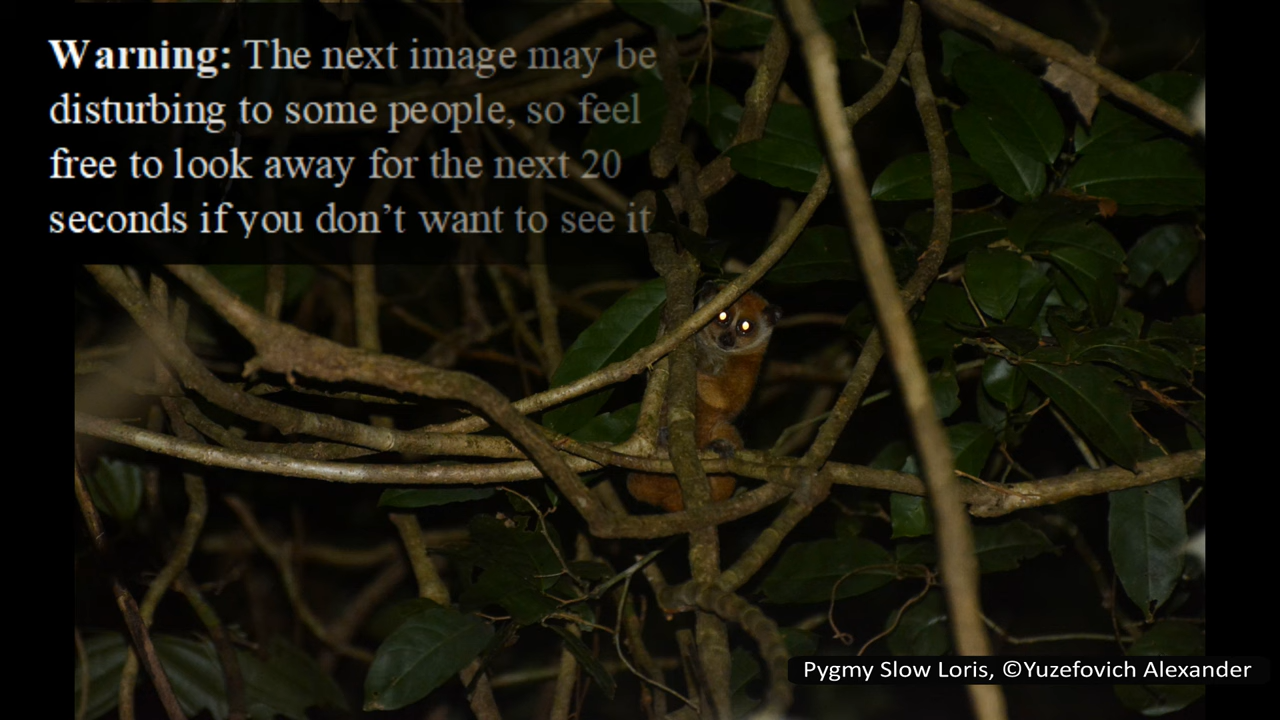 Warning: The next image may be
disturbing to some people, so feel
free to look away for the next 20
seconds if you don’t want to see it
Pygmy Slow Loris, ©Yuzefovich Alexander